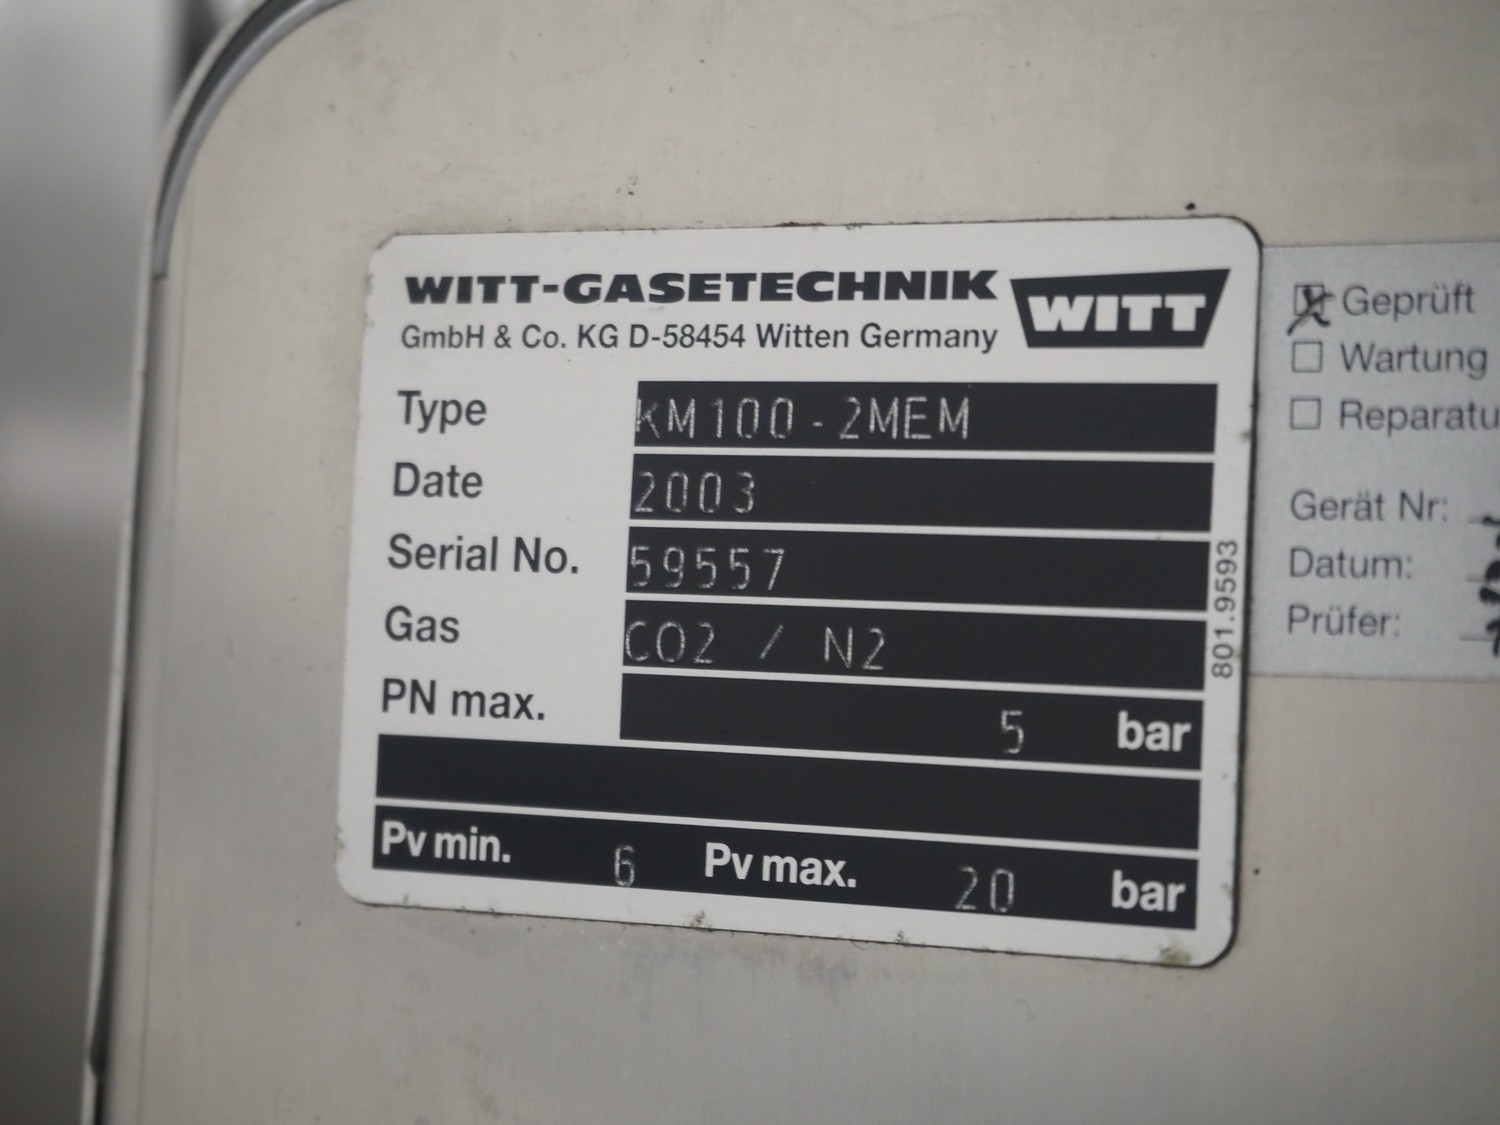 WITT-GASETECHNIK
GmbH & Co. KG D-58454 Witten Germany
WITT
Type KM100-2MEM
Date 2003
Serial No. 59557
Gas CO2 / N2
PN max. 5 bar
Pv min. 6 Pv max. 20 bar
801.9593
Geprüft
Wartung
Reparatu
Gerät Nr:
Datum:
Prüfer: